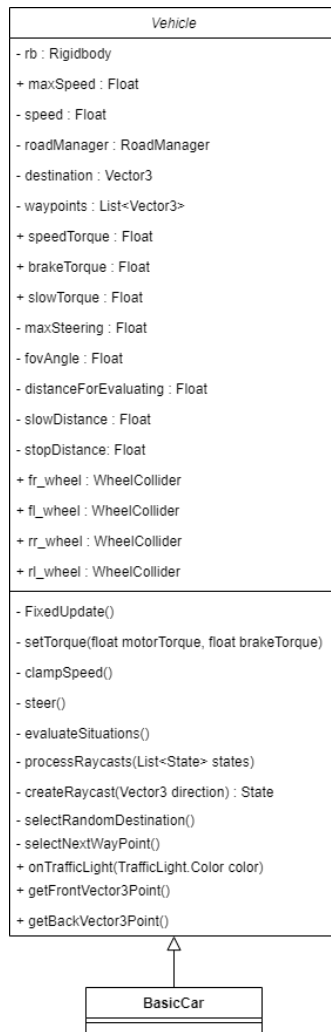 Vehicle
- rb : Rigidbody
+ maxSpeed : Float
- speed : Float
- roadManager : RoadManager
- destination : Vector3
- waypoints : List<Vector3>
+ speedTorque : Float
+ brakeTorque : Float
+ slowTorque : Float
- maxSteering : Float
- fovAngle : Float
- distanceForEvaluating : Float
- slowDistance : Float
- stopDistance: Float
+ fr_wheel : WheelCollider
+ fl_wheel : WheelCollider
+ rr_wheel : WheelCollider
+ rl_wheel : WheelCollider
- FixedUpdate()
- setTorque(float motorTorque, float brakeTorque)
- clampSpeed()
- steer()
- evaluateSituations()
- processRaycasts(List<State> states)
- createRaycast(Vector3 direction) : State
- selectRandomDestination()
- selectNextWayPoint()
+ onTrafficLight(TrafficLight.Color color)
+ getFrontVector3Point()
+ getBackVector3Point()
BasicCar